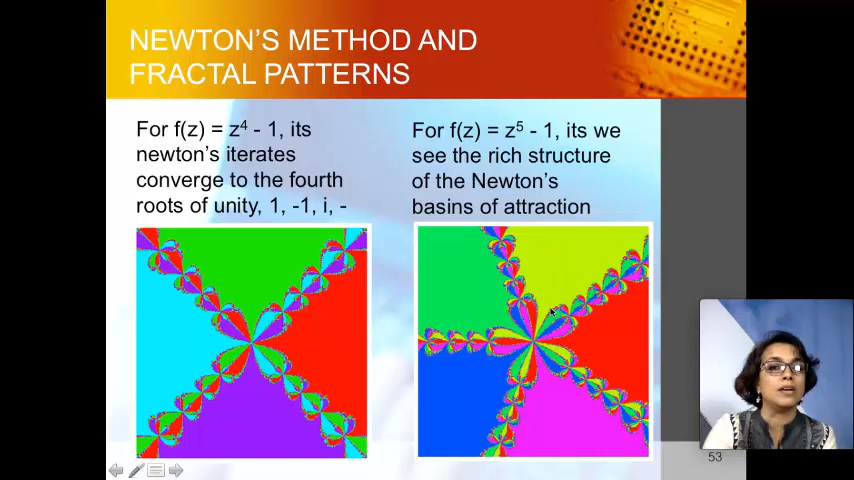 NEWTON'S METHOD AND
FRACTAL PATTERNS
For f(z) = z⁴ - 1, its
newton's iterates
converge to the fourth
roots of unity, 1, -1, i, -
For f(z) = z⁵ - 1, its we
see the rich structure
of the Newton's
basins of attraction
53